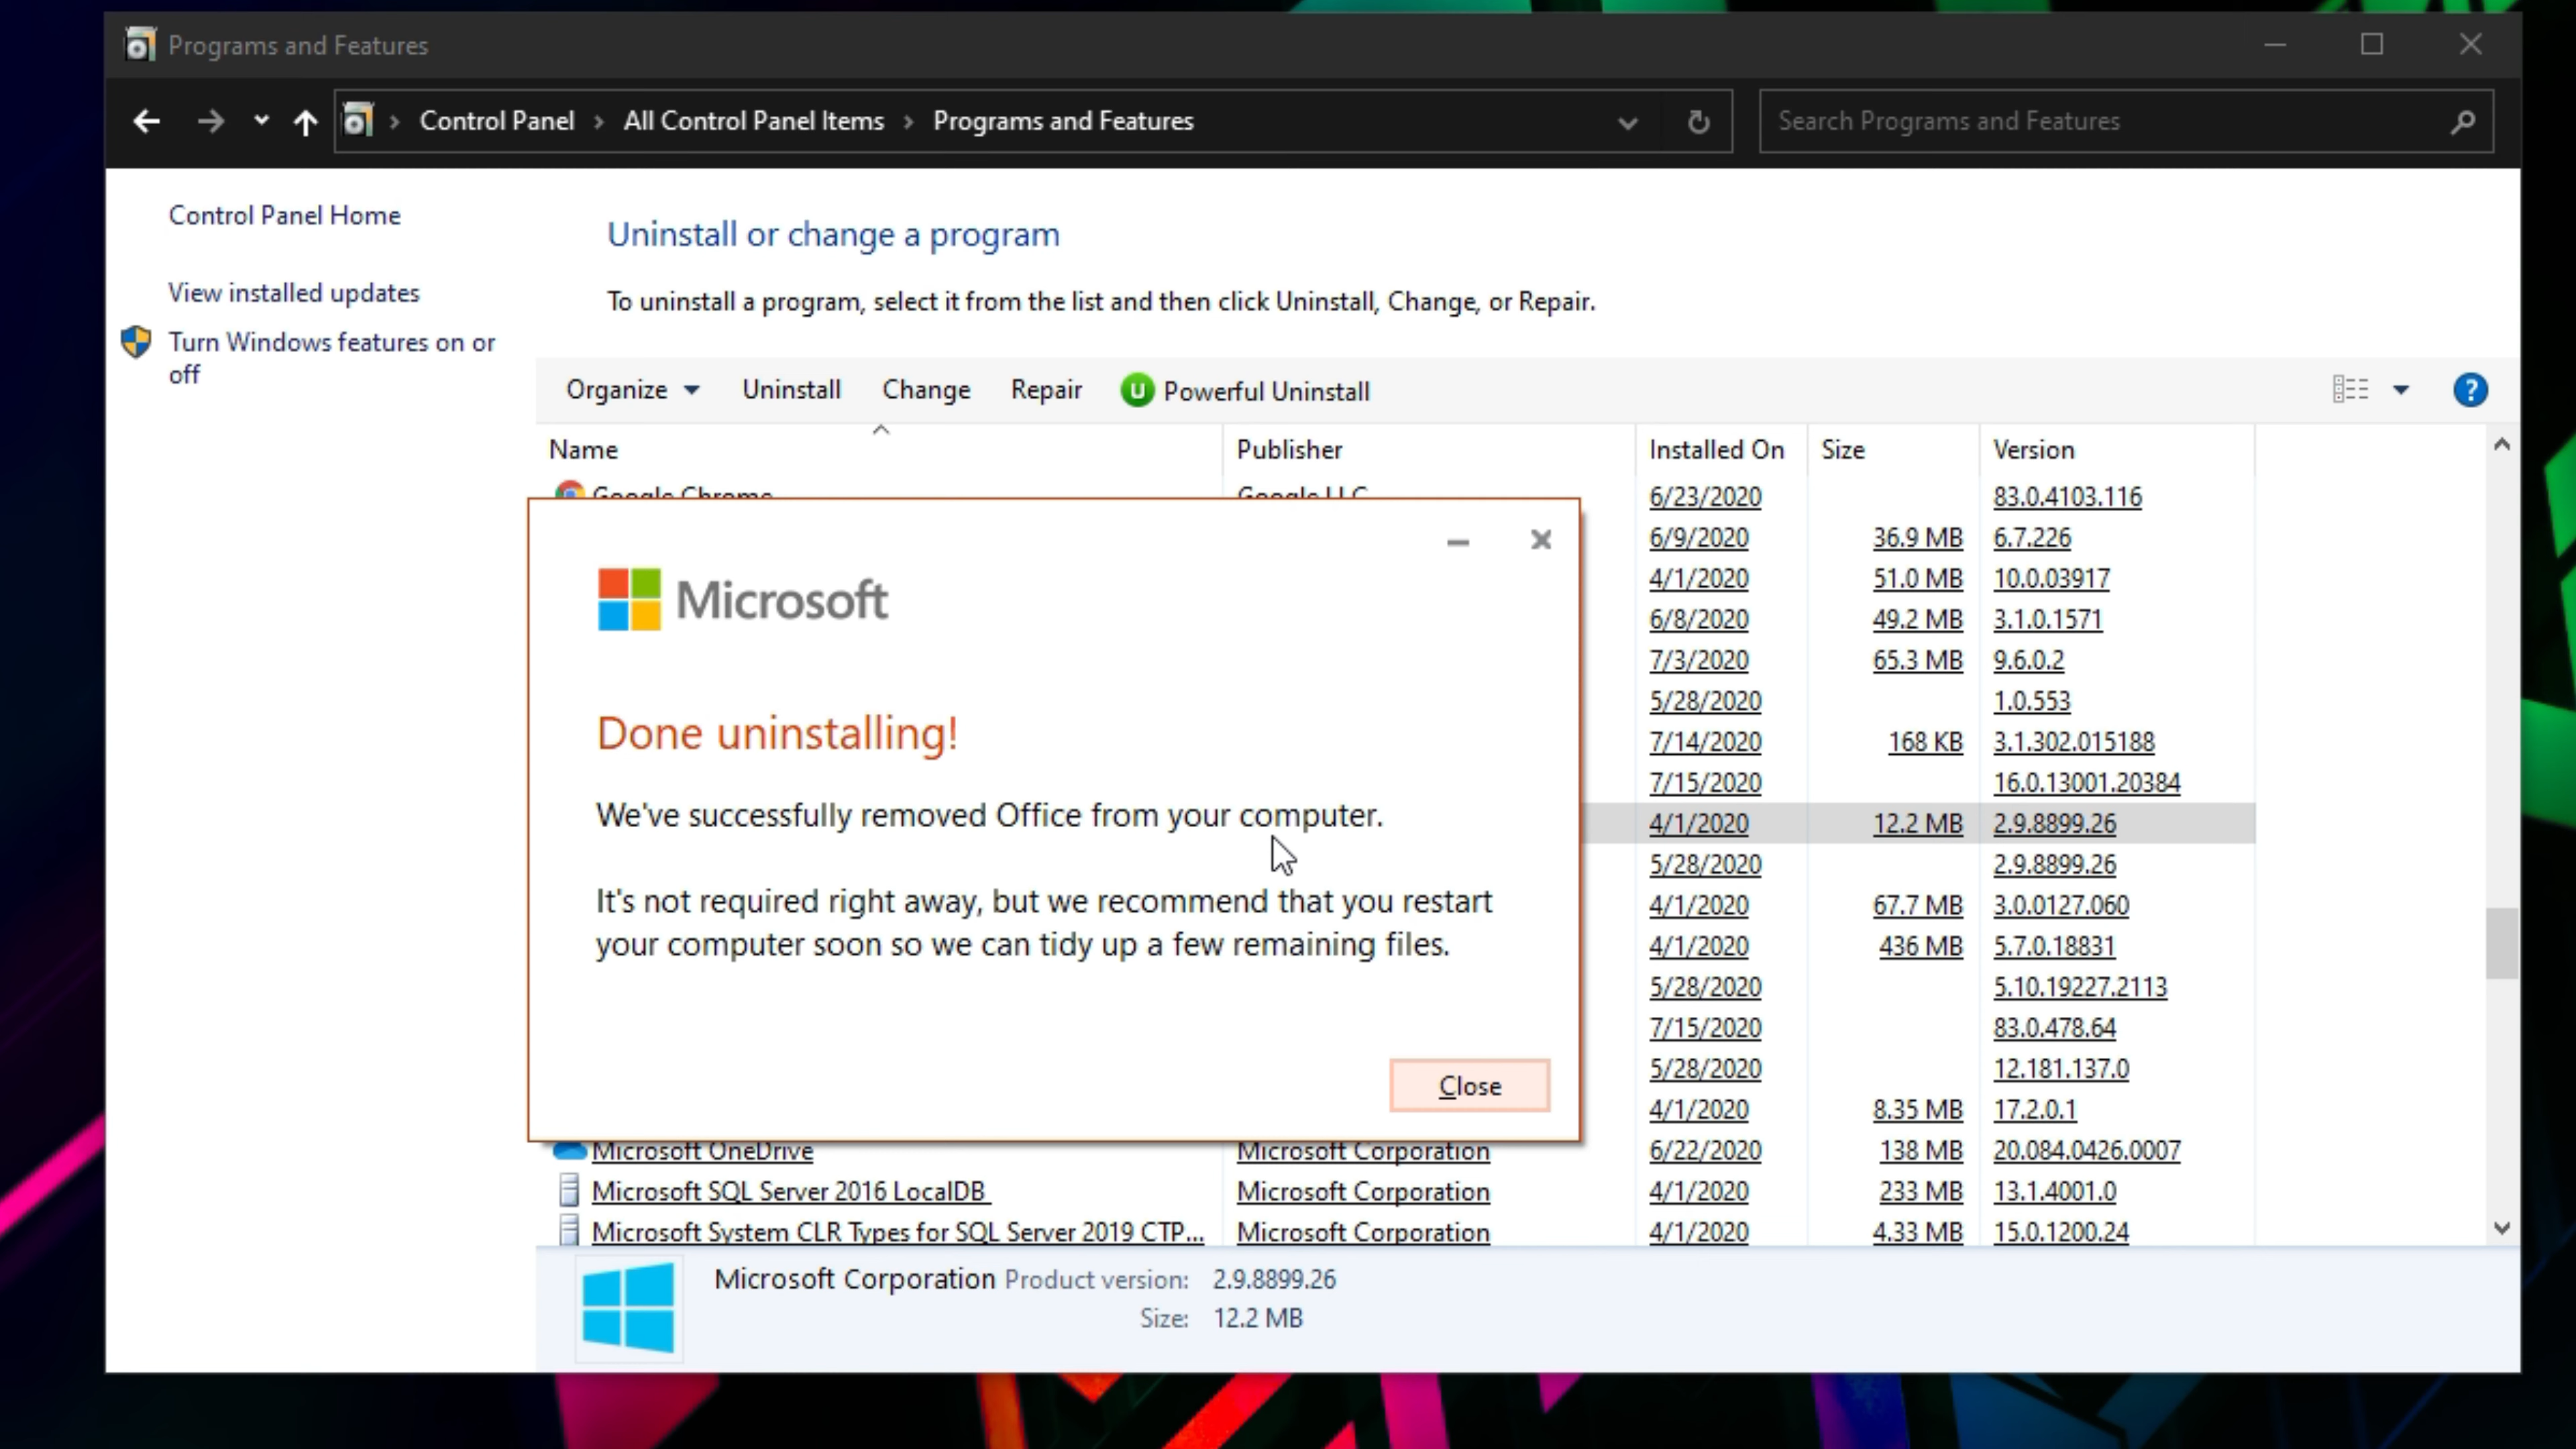 Programs and Features
Control Panel All Control Panel Items Programs and Features
Search Programs and Features
Control Panel Home
View installed updates
Turn Windows features on or
off
Uninstall or change a program
To uninstall a program, select it from the list and then click Uninstall, Change, or Repair.
Organize Uninstall Change Repair U Powerful Uninstall ?
Name Publisher Installed On Size Version
Google Chrome Google LLC 6/23/2020 83.0.4103.116
6/9/2020 36.9 MB 6.7.226
4/1/2020 51.0 MB 10.0.03917
6/8/2020 49.2 MB 3.1.0.1571
7/3/2020 65.3 MB 9.6.0.2
5/28/2020 1.0.553
7/14/2020 168 KB 3.1.302.015188
7/15/2020 16.0.13001.20384
4/1/2020 12.2 MB 2.9.8899.26
5/28/2020 2.9.8899.26
4/1/2020 67.7 MB 3.0.0127.060
4/1/2020 436 MB 5.7.0.18831
5/28/2020 5.10.19227.2113
7/15/2020 83.0.478.64
5/28/2020 12.181.137.0
4/1/2020 8.35 MB 17.2.0.1
Microsoft
Done uninstalling!
We've successfully removed Office from your computer.
It's not required right away, but we recommend that you restart
your computer soon so we can tidy up a few remaining files.
Close
Microsoft OneDrive Microsoft Corporation 6/22/2020 138 MB 20.084.0426.0007
Microsoft SQL Server 2016 LocalDB Microsoft Corporation 4/1/2020 233 MB 13.1.4001.0
Microsoft System CLR Types for SQL Server 2019 CTP... Microsoft Corporation 4/1/2020 4.33 MB 15.0.1200.24
Microsoft Corporation Product version: 2.9.8899.26
Size: 12.2 MB